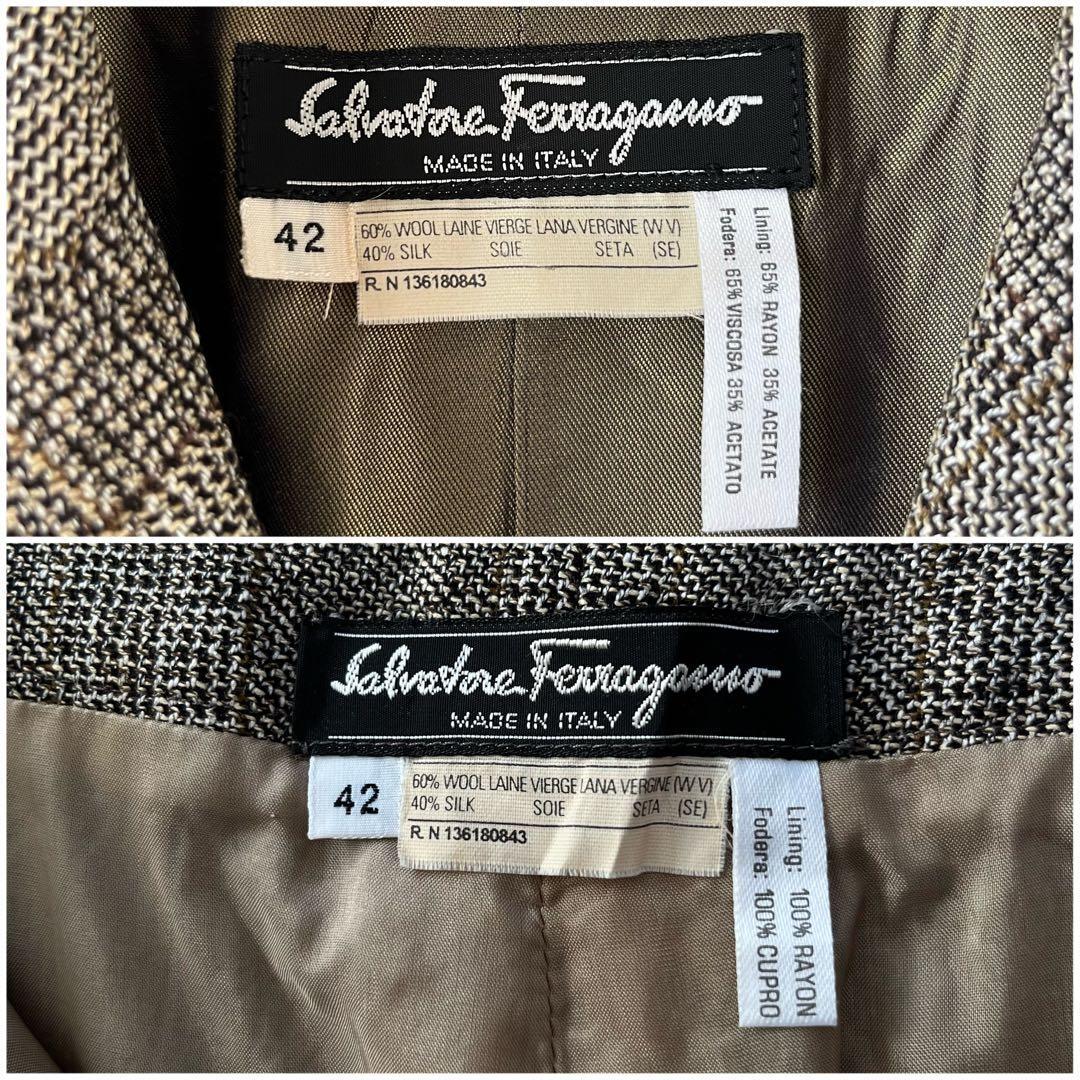 Salvatore Ferragamo
MADE IN ITALY
42
60% WOOL LAINE VIERGE LANA VERGINE (W V)
40% SILK SOIE SETA (SE)
R. N 136180843
Lining: 65% RAYON 35% ACETATE
Fodera: 65% VISCOSA 35% ACETATO
Salvatore Ferragamo
MADE IN ITALY
42
60% WOOL LAINE VIERGE LANA VERGINE (W V)
40% SILK SOIE SETA (SE)
R. N 136180843
Lining: 100% RAYON
Fodera: 100% CUPRO